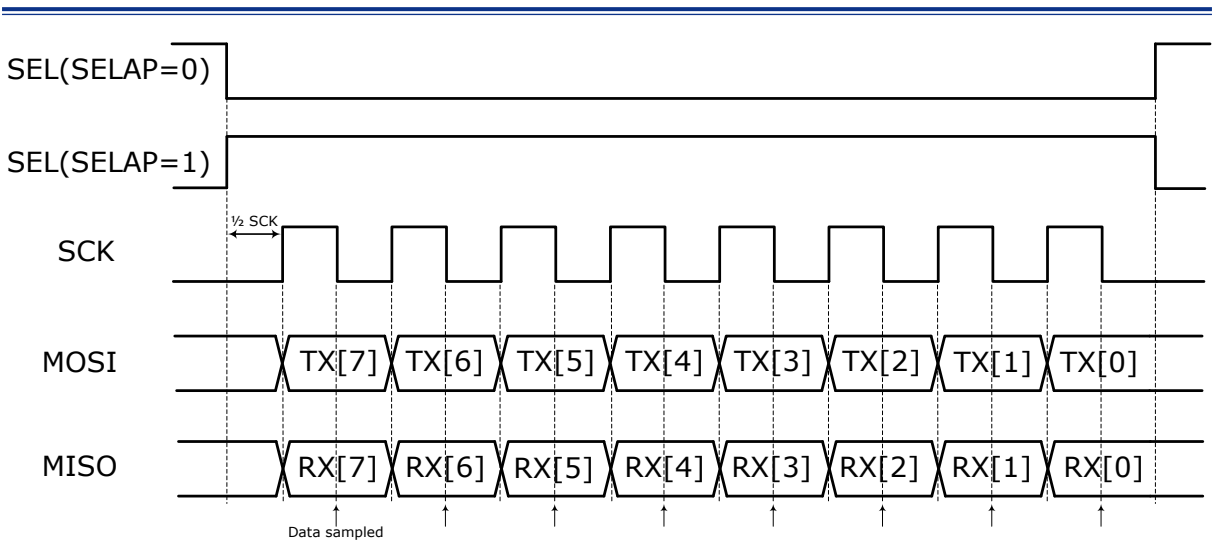 SEL(SELAP=0)
SEL(SELAP=1)
½ SCK
SCK
MOSI TX[7] TX[6] TX[5] TX[4] TX[3] TX[2] TX[1] TX[0]
MISO RX[7] RX[6] RX[5] RX[4] RX[3] RX[2] RX[1] RX[0]
Data sampled